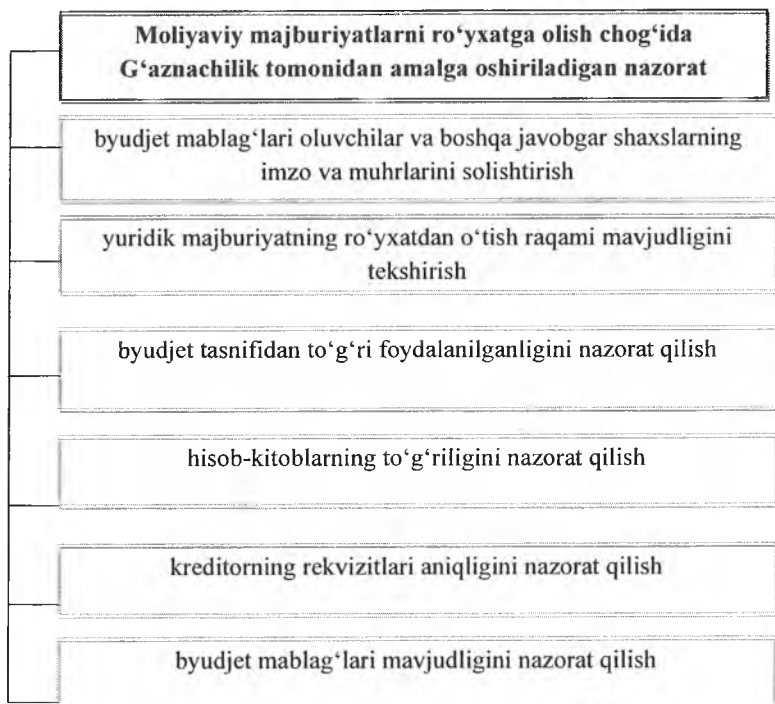 Moliyaviy majburiyatlarni ro‘yxatga olish chog‘ida
G‘aznachilik tomonidan amalga oshiriladigan nazorat
byudjet mablag‘lari oluvchilar va boshqa javobgar shaxslarning
imzo va muhrlarini solishtirish
yuridik majburiyatning ro‘yxatdan o‘tish raqami mavjudligini
tekshirish
byudjet tasnifidan to‘g‘ri foydalanilganligini nazorat qilish
hisob-kitoblarning to‘g‘riligini nazorat qilish
kreditorning rekvizitlari aniqligini nazorat qilish
byudjet mablag‘lari mavjudligini nazorat qilish